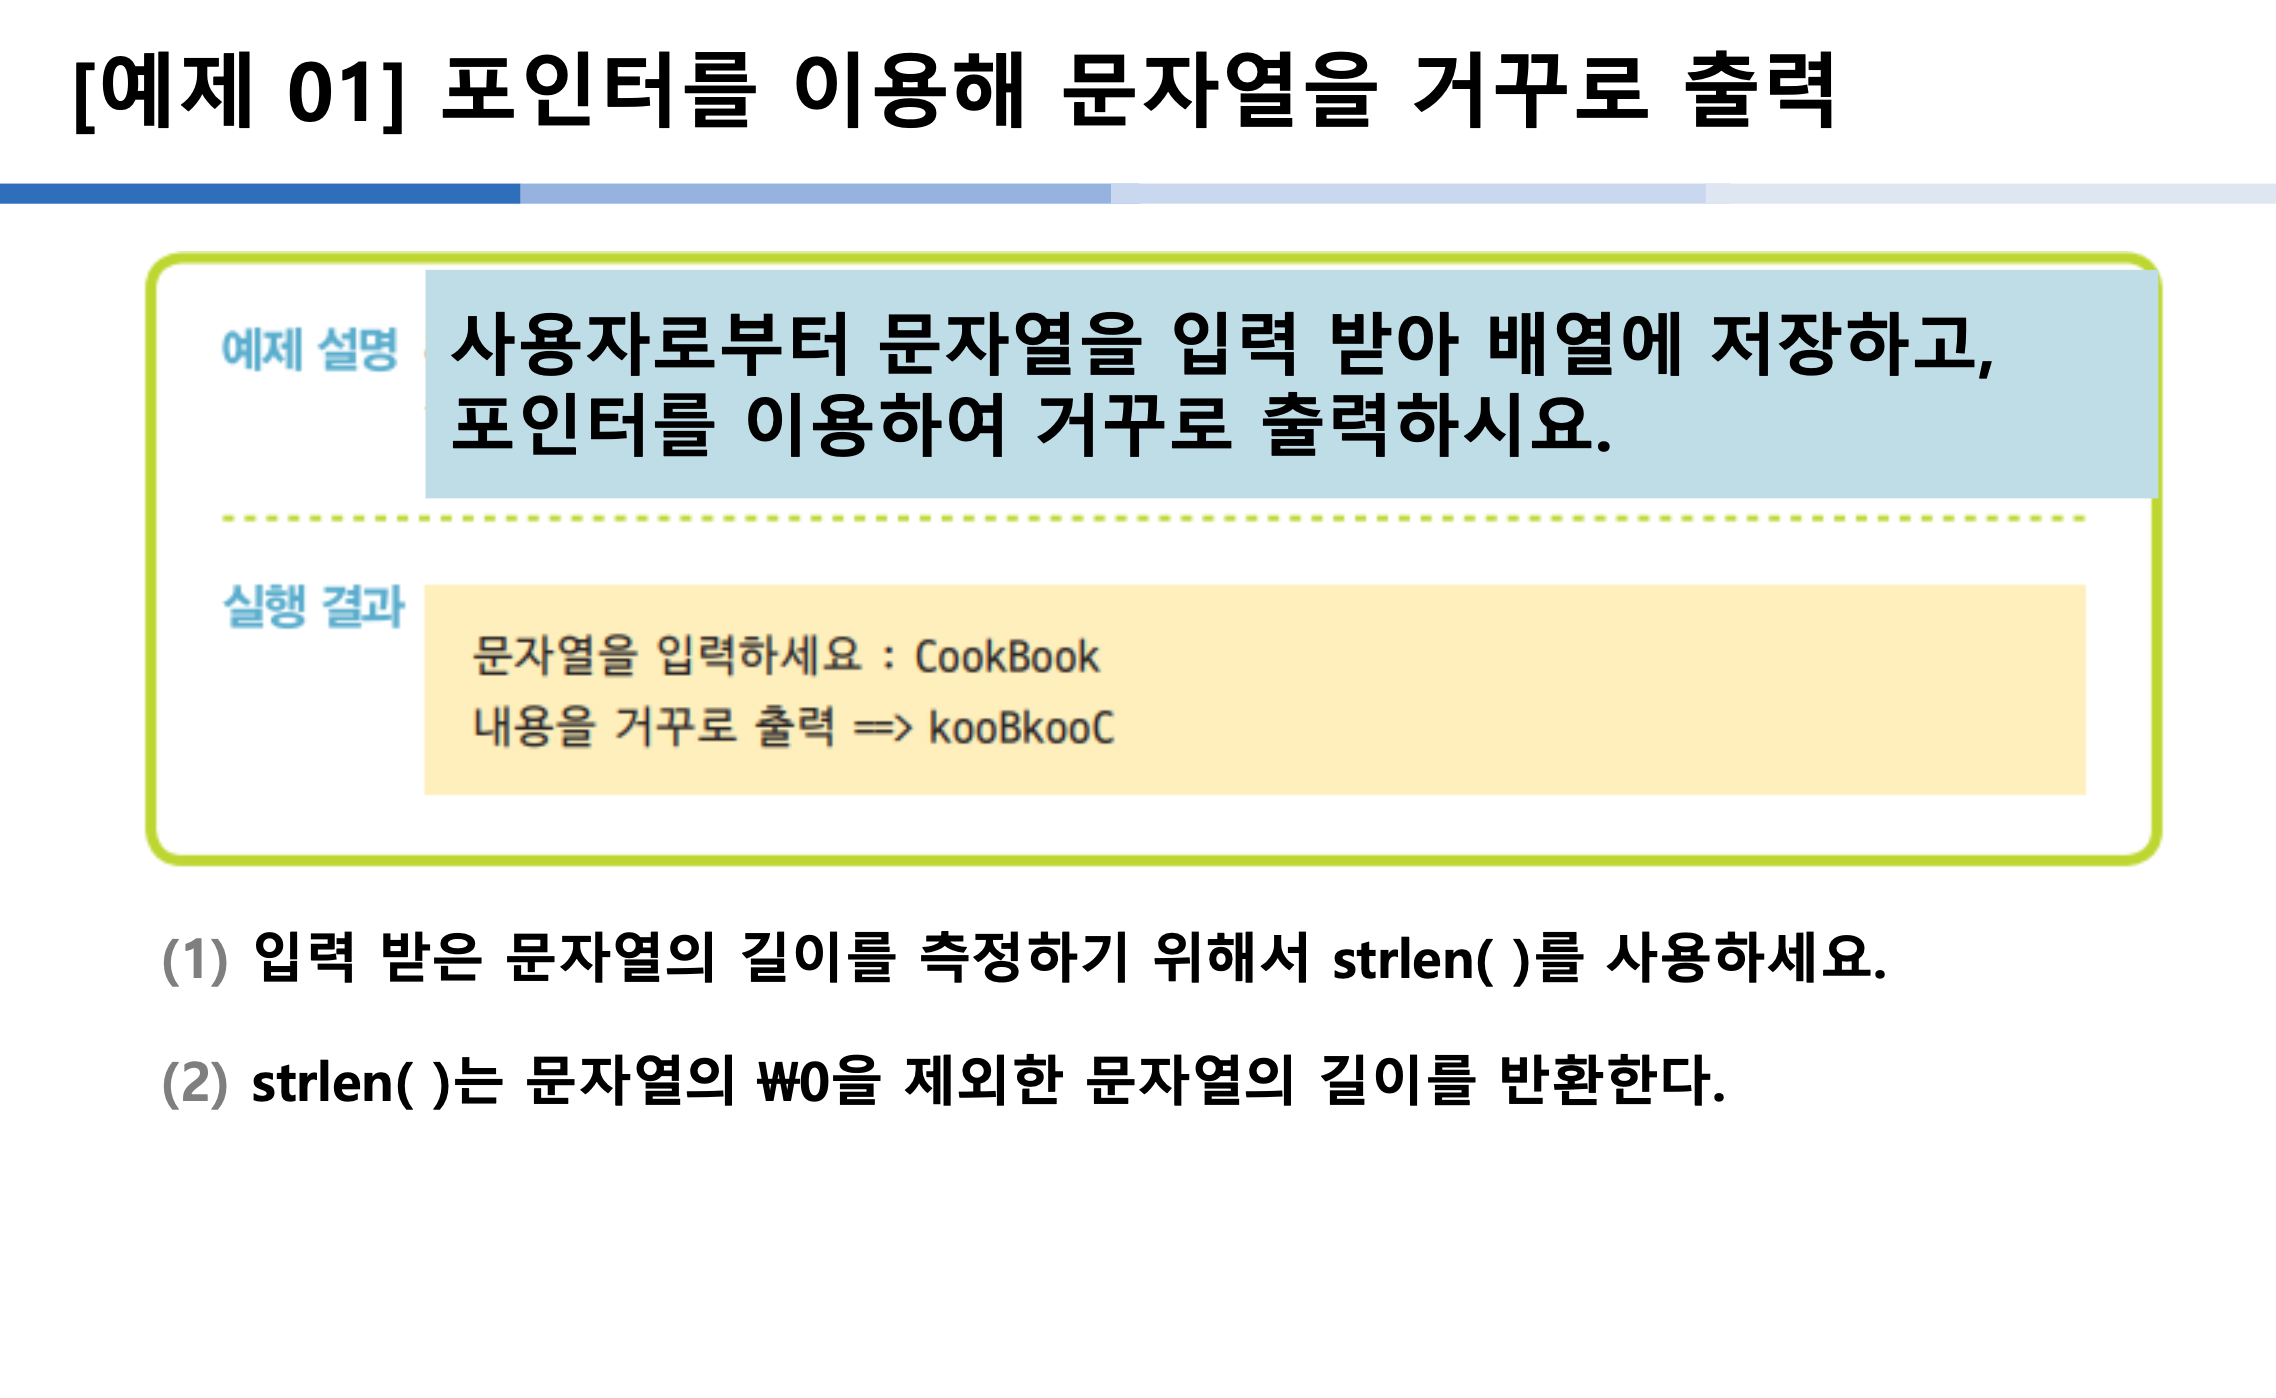 [예제 01] 포인터를 이용해 문자열을 거꾸로 출력
예제 설명
사용자로부터 문자열을 입력 받아 배열에 저장하고,
포인터를 이용하여 거꾸로 출력하시요.
실행 결과
문자열을 입력하세요 : CookBook
내용을 거꾸로 출력 ==> kooBkooC
(1) 입력 받은 문자열의 길이를 측정하기 위해서 strlen( )를 사용하세요.
(2) strlen( )는 문자열의 ₩0을 제외한 문자열의 길이를 반환한다.